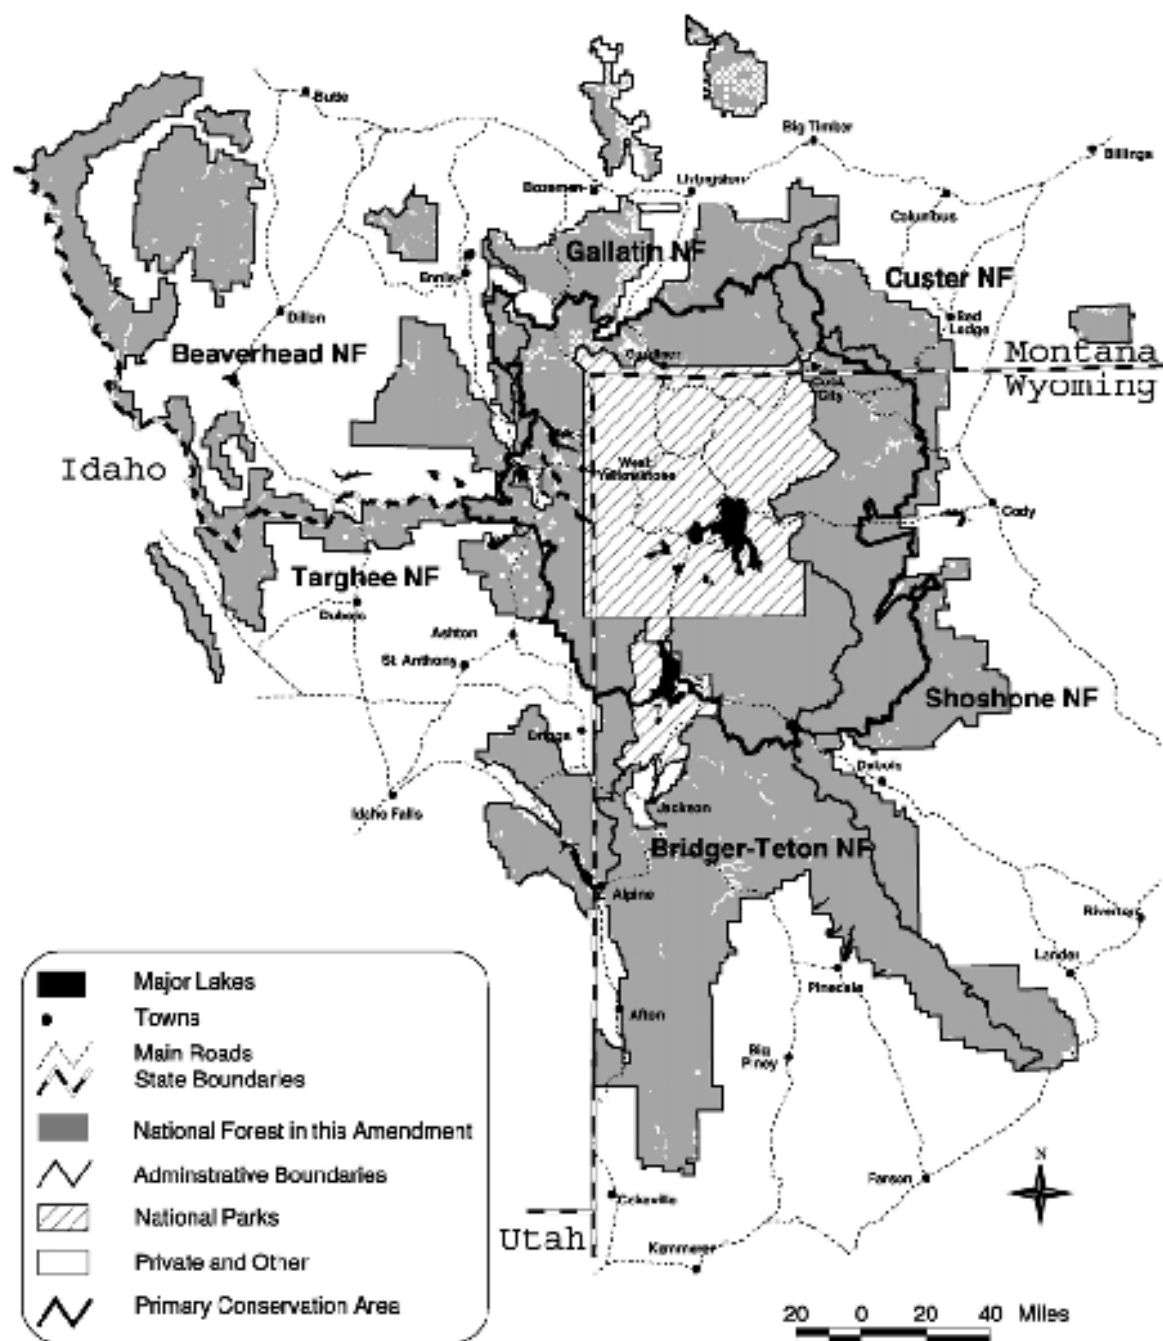 Butte
Big Timber
Billings
Bozeman
Livingston
Columbus
Gallatin NF
Ennis
Custer NF
Dillon
Red
Lodge
Beaverhead NF
Montana
Gardiner
Wyoming
Cook
City
Idaho
West
Yellowstone
Cody
Targhee NF
Dubois
Ashton
St. Anthony
Shoshone NF
Driggs
Dubois
Idaho Falls
Jackson
Bridger-Teton NF
Alpine
Riverton
Lander
Pinedale
Afton
Big
Piney
Farson
Cokeville
Utah
Kemmerer
N
Major Lakes
Towns
Main Roads
State Boundaries
National Forest in this Amendment
Adminstrative Boundaries
National Parks
Private and Other
Primary Conservation Area
20 0 20 40 Miles